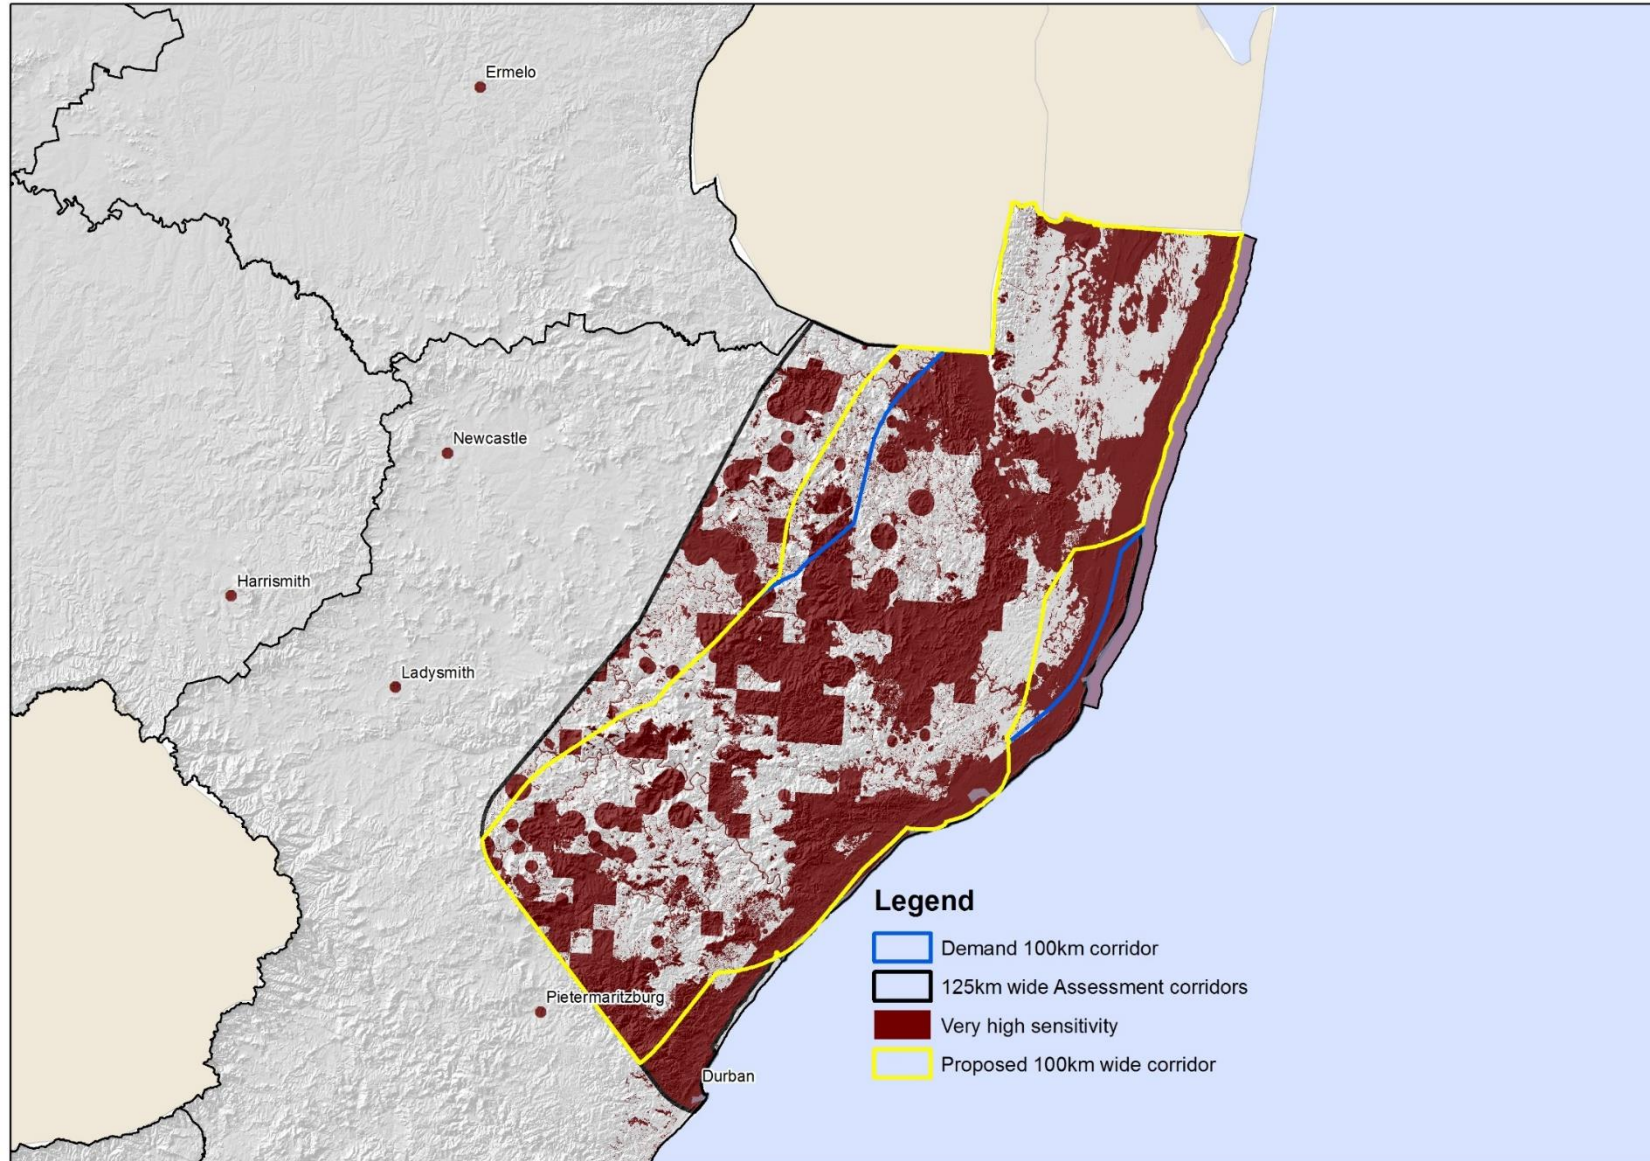 Ermelo
Newcastle
Harrismith
Ladysmith
Legend
Demand 100km corridor
125km wide Assessment corridors
Pietermaritzburg
Very high sensitivity
Proposed 100km wide corridor
Durban